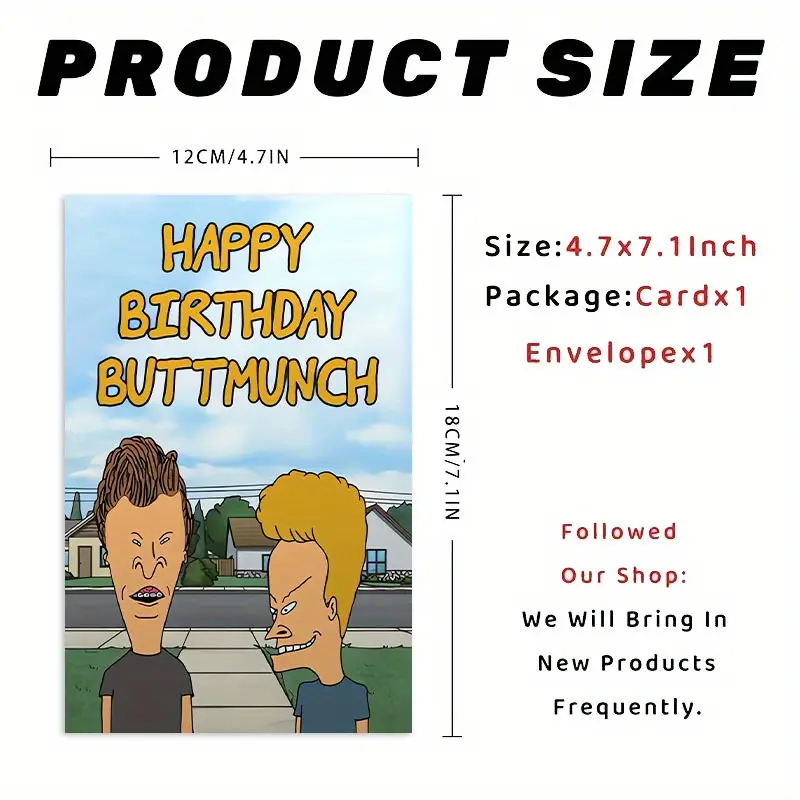 PRODUCT SIZE
12CM/4.7IN
HAPPY
BIRTHDAY
BUTTMUNCH
18CM/7.1IN
Size:4.7x7.1Inch
Package:Cardx1
Envelopex1
Followed
Our Shop:
We Will Bring In
New Products
Frequently.